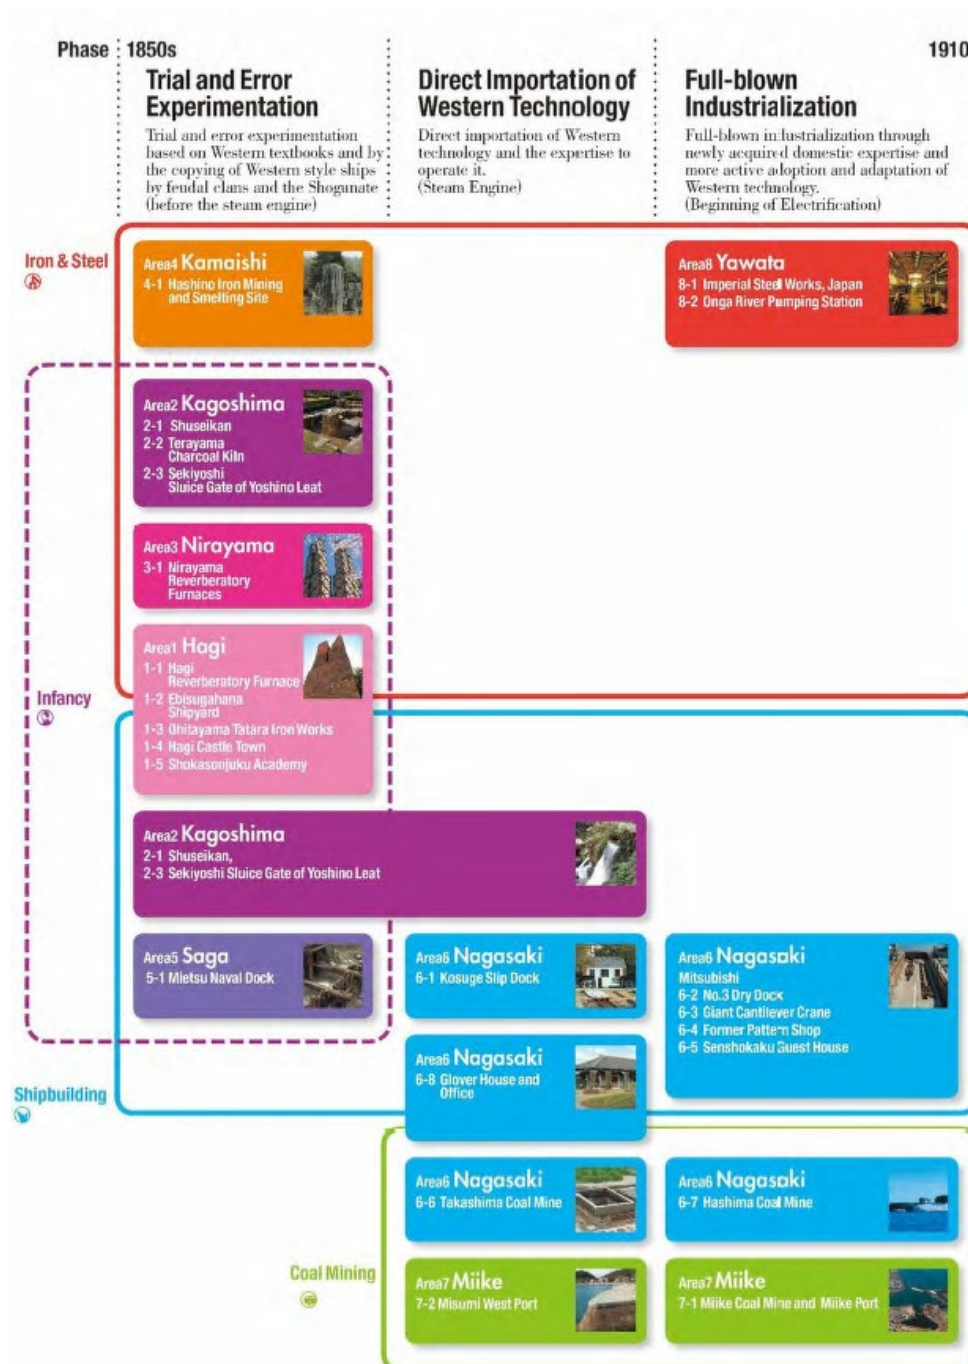 Phase 1850s 1910
Trial and Error
Experimentation
Trial and error experimentation
based on Western textbooks and by
the copying of Western style ships
by feudal clans and the Shogunate
(before the steam engine)
Direct Importation of
Western Technology
Direct importation of Western
technology and the expertise to
operate it.
(Steam Engine)
Full-blown
Industrialization
Full-blown industrialization through
newly acquired domestic expertise and
more active adoption and adaptation of
Western technology.
(Beginning of Electrification)
Iron & Steel
Area4 Kamaishi
4-1 Hashino Iron Mining
and Smelting Site
Area8 Yawata
8-1 Imperial Steel Works, Japan
8-2 Onga River Pumping Station
Infancy
Area2 Kagoshima
2-1 Shuseikan
2-2 Terayama
Charcoal Kiln
2-3 Sekiyoshi
Sluice Gate of Yoshino Leat
Area3 Nirayama
3-1 Nirayama
Reverberatory
Furnaces
Area1 Hagi
1-1 Hagi
Reverberatory Furnace
1-2 Ebisugahana
Shipyard
1-3 Ohitayama Tatara Iron Works
1-4 Hagi Castle Town
1-5 Shokasonjuku Academy
Area2 Kagoshima
2-1 Shuseikan,
2-3 Sekiyoshi Sluice Gate of Yoshino Leat
Area5 Saga
5-1 Mietsu Naval Dock
Area6 Nagasaki
6-1 Kosuge Slip Dock
Area6 Nagasaki
Mitsubishi
6-2 No.3 Dry Dock
6-3 Giant Cantilever Crane
6-4 Former Pattern Shop
6-5 Senshokaku Guest House
Shipbuilding
Area6 Nagasaki
6-8 Glover House and
Office
Area6 Nagasaki
6-6 Takashima Coal Mine
Area6 Nagasaki
6-7 Hashima Coal Mine
Coal Mining
Area7 Miike
7-2 Misumi West Port
Area7 Miike
7-1 Miike Coal Mine and Miike Port